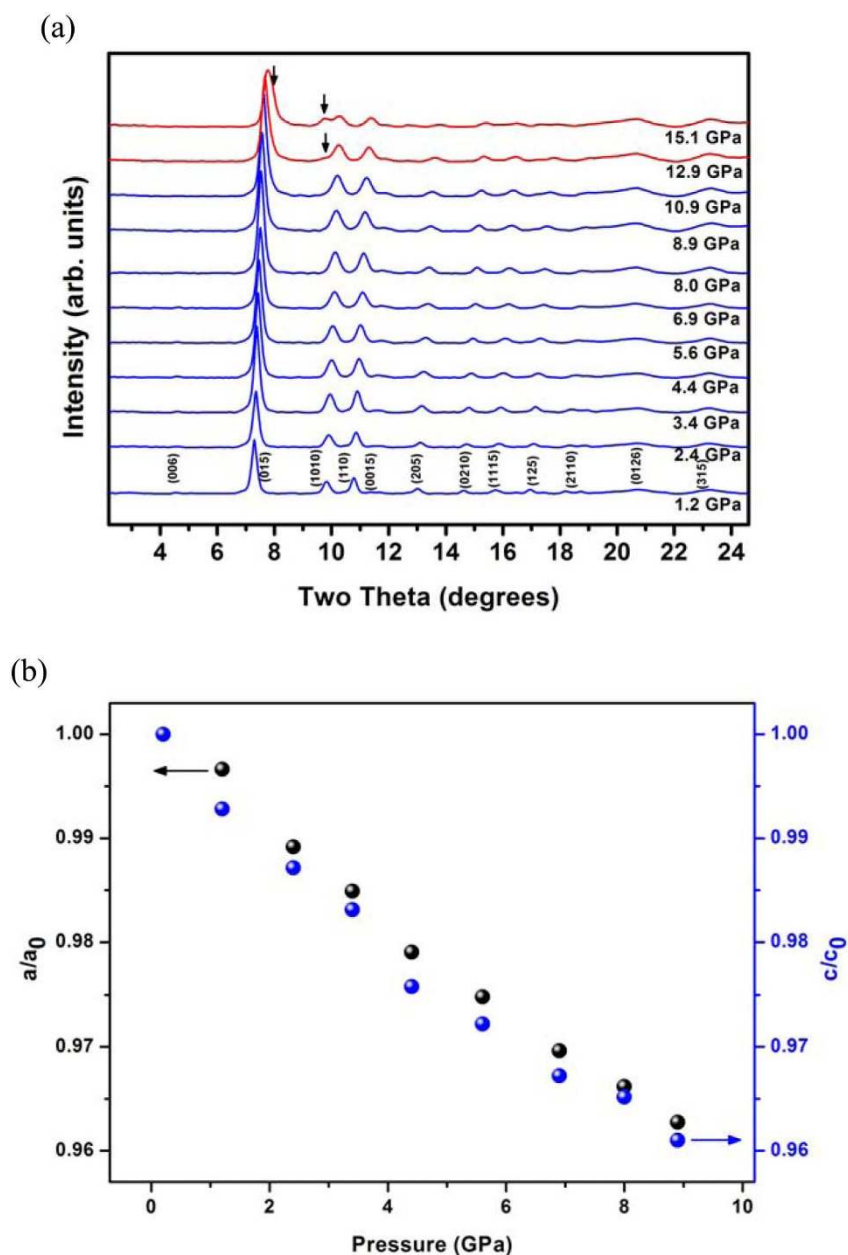 (a)
Intensity (arb. units)
15.1 GPa
12.9 GPa
10.9 GPa
8.9 GPa
8.0 GPa
6.9 GPa
5.6 GPa
4.4 GPa
3.4 GPa
2.4 GPa
1.2 GPa
(006)
(015)
(1010)
(110)
(0015)
(205)
(0210)
(1115)
(125)
(2110)
(0126)
(315)
4 6 8 10 12 14 16 18 20 22 24
Two Theta (degrees)
(b)
1.00
0.99
0.98
0.97
0.96
a/a0
1.00
0.99
0.98
0.97
0.96
c/c0
0 2 4 6 8 10
Pressure (GPa)